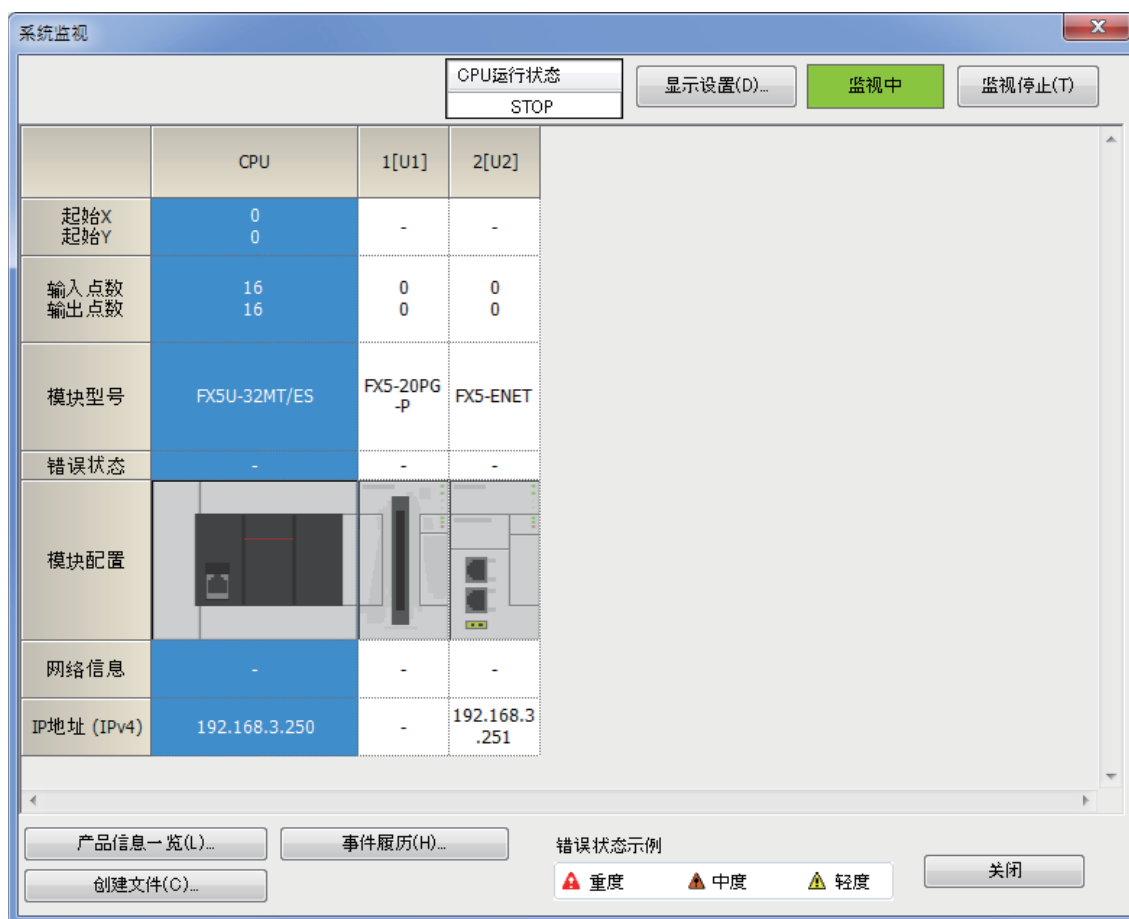 系统监视
CPU运行状态
STOP
显示设置(D)...
监视中
监视停止(T)
CPU
1[U1]
2[U2]
起始X
起始Y
0
0
-
-
输入点数
输出点数
16
16
0
0
0
0
模块型号
FX5U-32MT/ES
FX5-20PG
-P
FX5-ENET
错误状态
-
-
-
模块配置
网络信息
-
-
-
IP地址 (IPv4)
192.168.3.250
-
192.168.3
.251
产品信息一览(L)...
事件履历(H)...
创建文件(C)...
错误状态示例
重度
中度
轻度
关闭